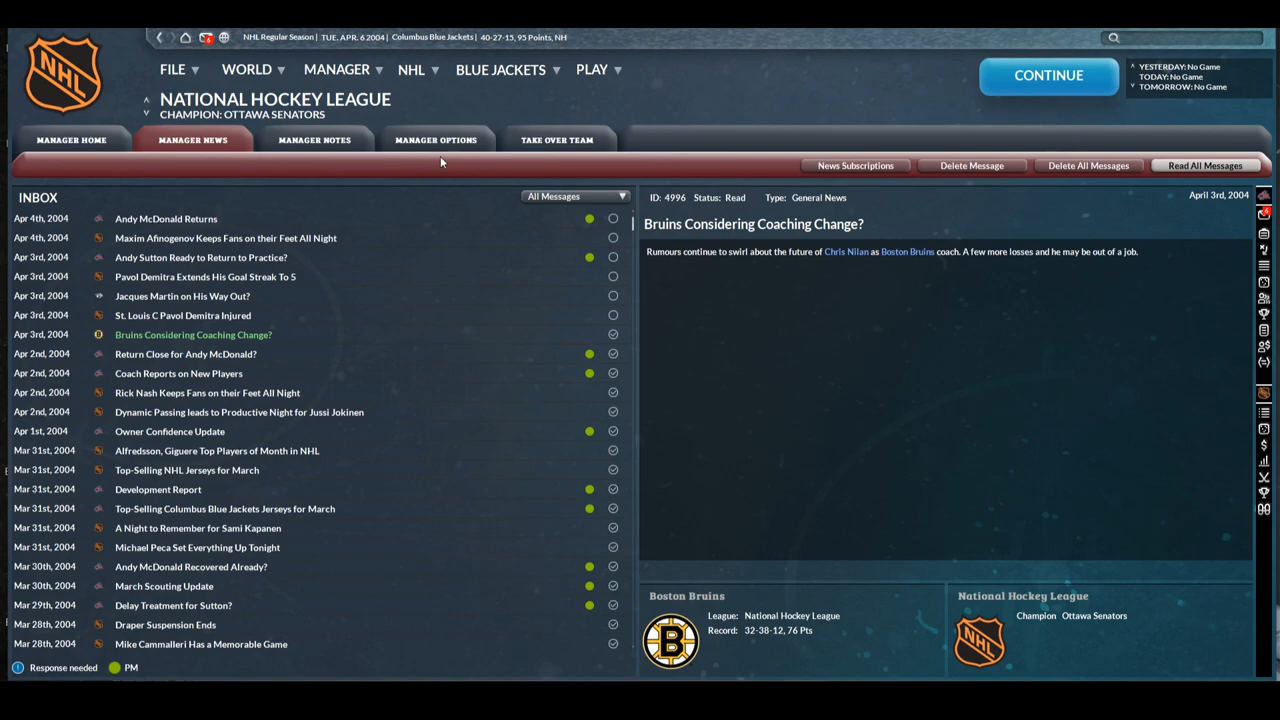 NHL Regular Season | TUE. APR. 6 2004 | Columbus Blue Jackets | 40-27-15, 95 Points, NH
NHL
FILE WORLD MANAGER NHL BLUE JACKETS PLAY
CONTINUE
YESTERDAY: No Game
TODAY: No Game
TOMORROW: No Game
NATIONAL HOCKEY LEAGUE
CHAMPION: OTTAWA SENATORS
MANAGER HOME MANAGER NEWS MANAGER NOTES MANAGER OPTIONS TAKE OVER TEAM
News Subscriptions Delete Message Delete All Messages Read All Messages
INBOX All Messages
Apr 4th, 2004 Andy McDonald Returns
Apr 4th, 2004 Maxim Afinogenov Keeps Fans on their Feet All Night
Apr 3rd, 2004 Andy Sutton Ready to Return to Practice?
Apr 3rd, 2004 Pavol Demitra Extends His Goal Streak To 5
Apr 3rd, 2004 Jacques Martin on His Way Out?
Apr 3rd, 2004 St. Louis C Pavol Demitra Injured
Apr 3rd, 2004 Bruins Considering Coaching Change?
Apr 2nd, 2004 Return Close for Andy McDonald?
Apr 2nd, 2004 Coach Reports on New Players
Apr 2nd, 2004 Rick Nash Keeps Fans on their Feet All Night
Apr 2nd, 2004 Dynamic Passing leads to Productive Night for Jussi Jokinen
Apr 1st, 2004 Owner Confidence Update
Mar 31st, 2004 Alfredsson, Giguere Top Players of Month in NHL
Mar 31st, 2004 Top-Selling NHL Jerseys for March
Mar 31st, 2004 Development Report
Mar 31st, 2004 Top-Selling Columbus Blue Jackets Jerseys for March
Mar 31st, 2004 A Night to Remember for Sami Kapanen
Mar 31st, 2004 Michael Peca Set Everything Up Tonight
Mar 30th, 2004 Andy McDonald Recovered Already?
Mar 30th, 2004 March Scouting Update
Mar 29th, 2004 Delay Treatment for Sutton?
Mar 28th, 2004 Draper Suspension Ends
Mar 28th, 2004 Mike Cammalleri Has a Memorable Game
Response needed PM
ID: 4996 Status: Read Type: General News April 3rd, 2004
Bruins Considering Coaching Change?
Rumours continue to swirl about the future of Chris Nilan as Boston Bruins coach. A few more losses and he may be out of a job.
Boston Bruins
B
League: National Hockey League
Record: 32-38-12, 76 Pts
National Hockey League
NHL
Champion Ottawa Senators